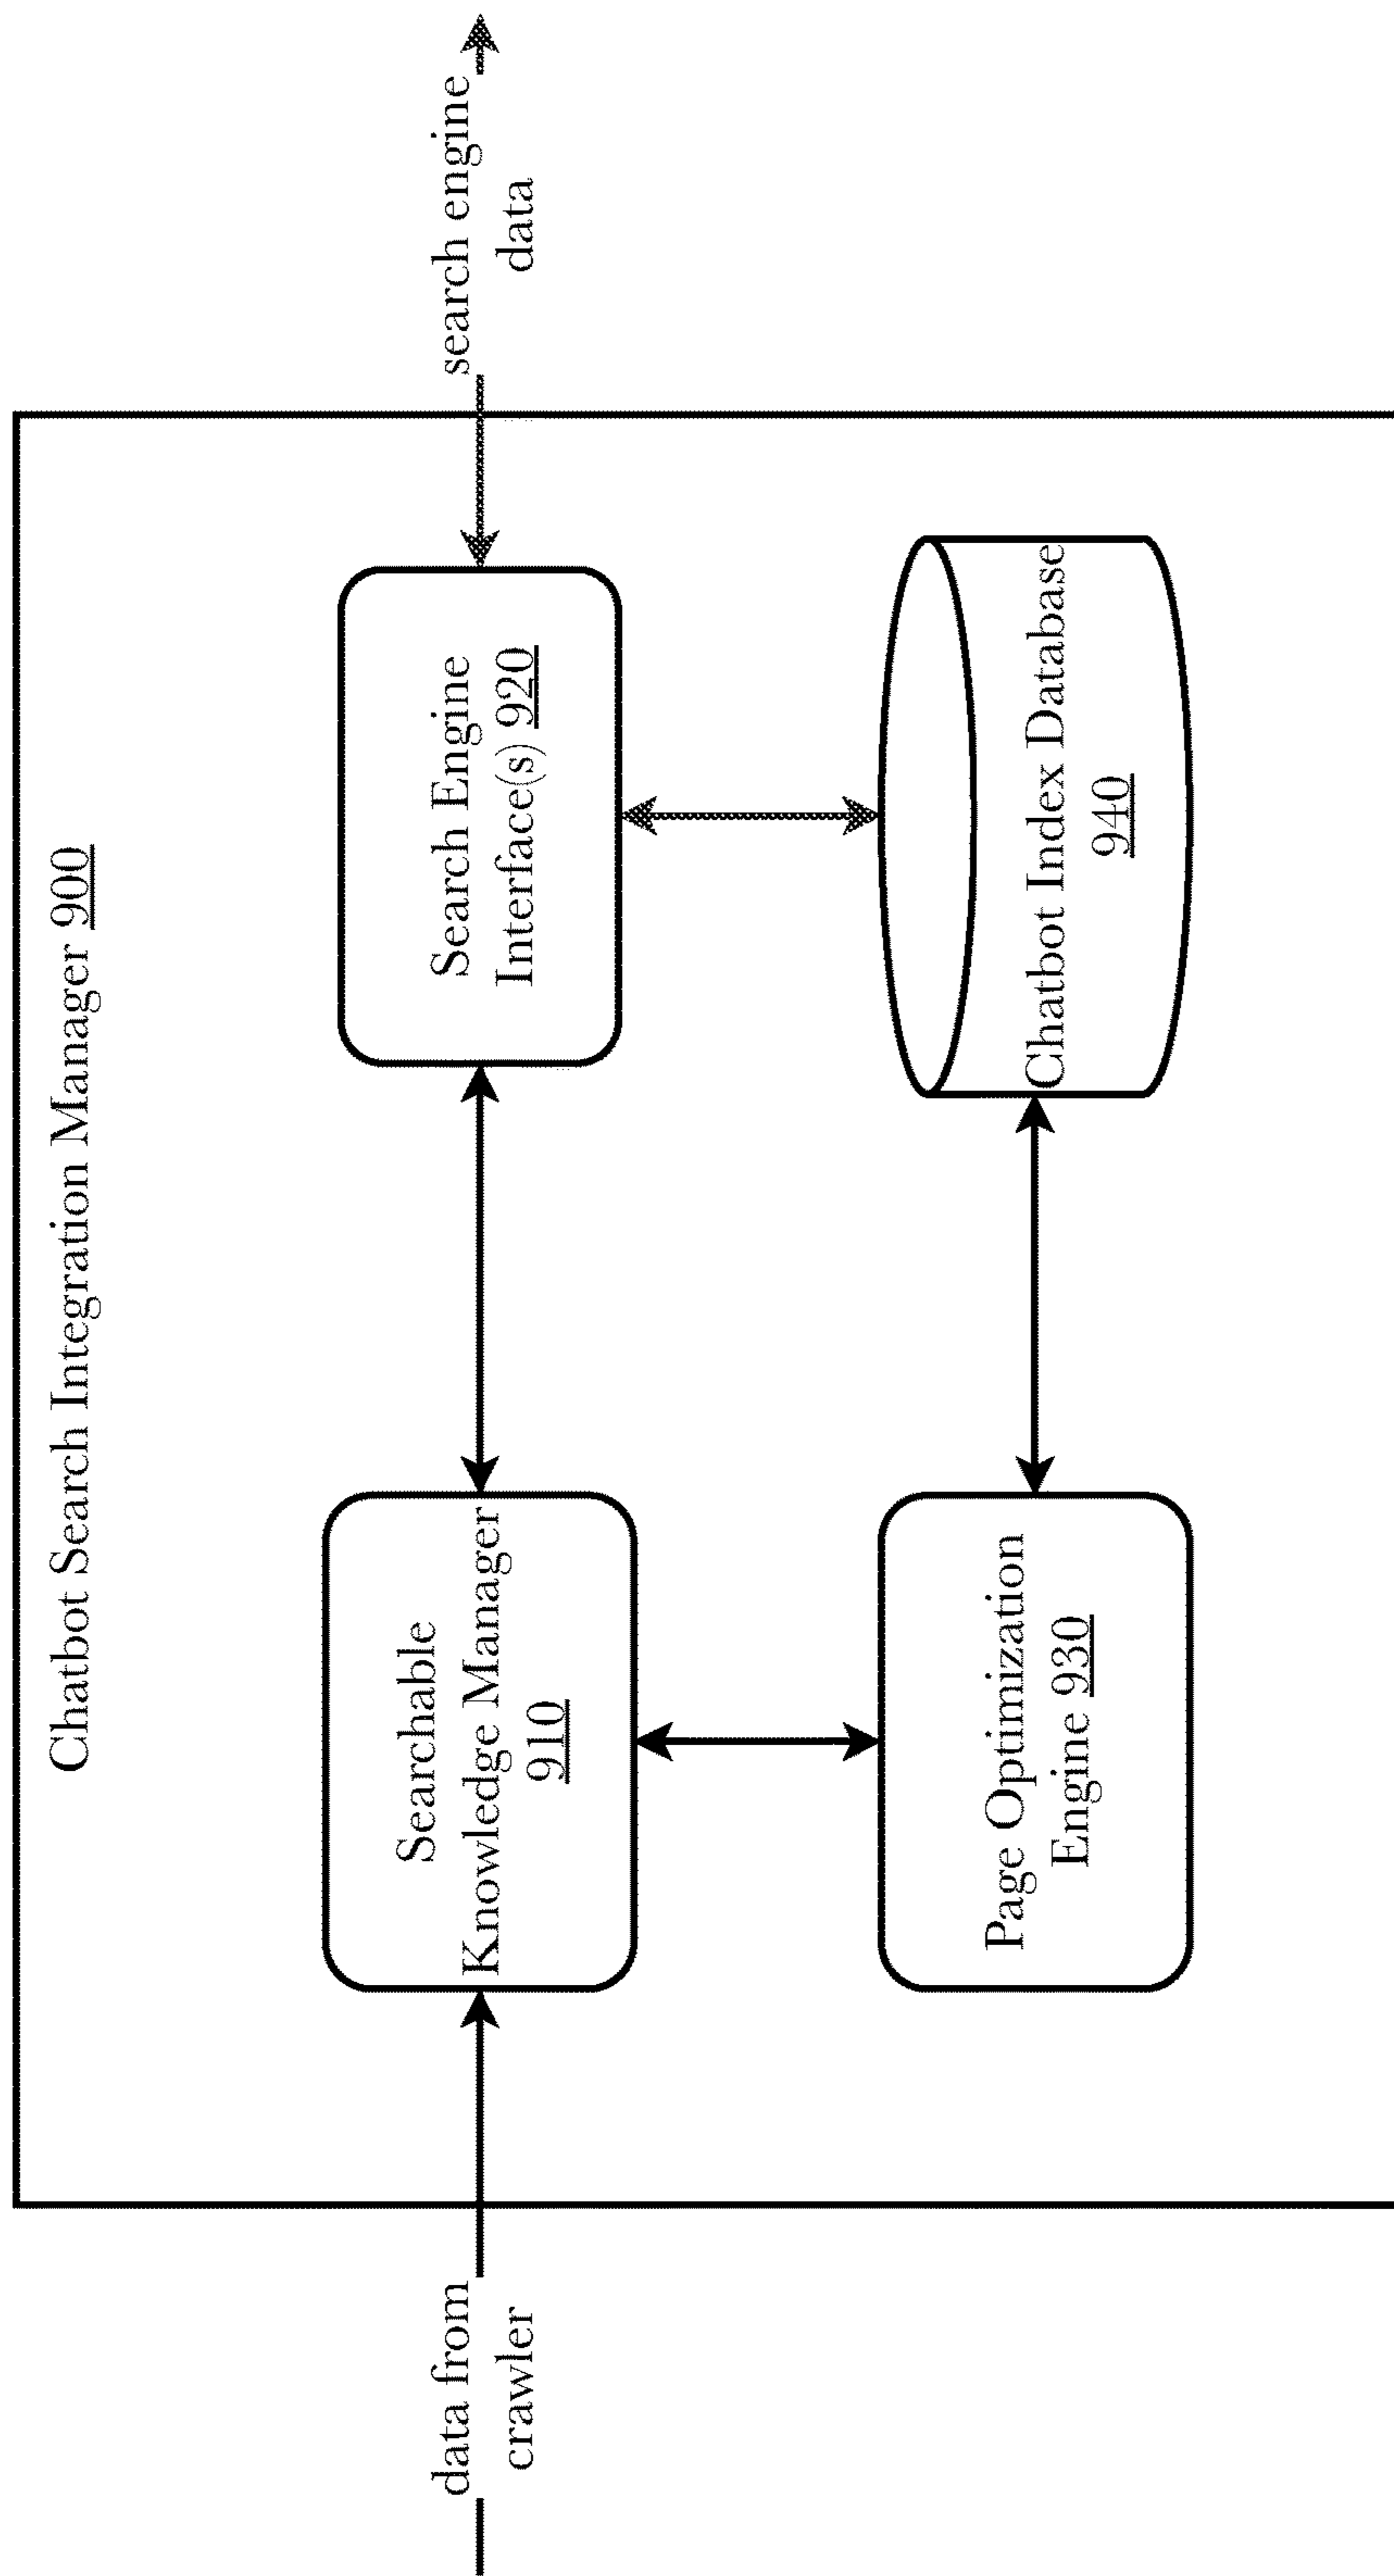 Chatbot Search Integration Manager 900
data from
crawler
Searchable
Knowledge Manager
910
Search Engine
Interface(s) 920
search engine
data
Page Optimization
Engine 930
Chatbot Index Database
940